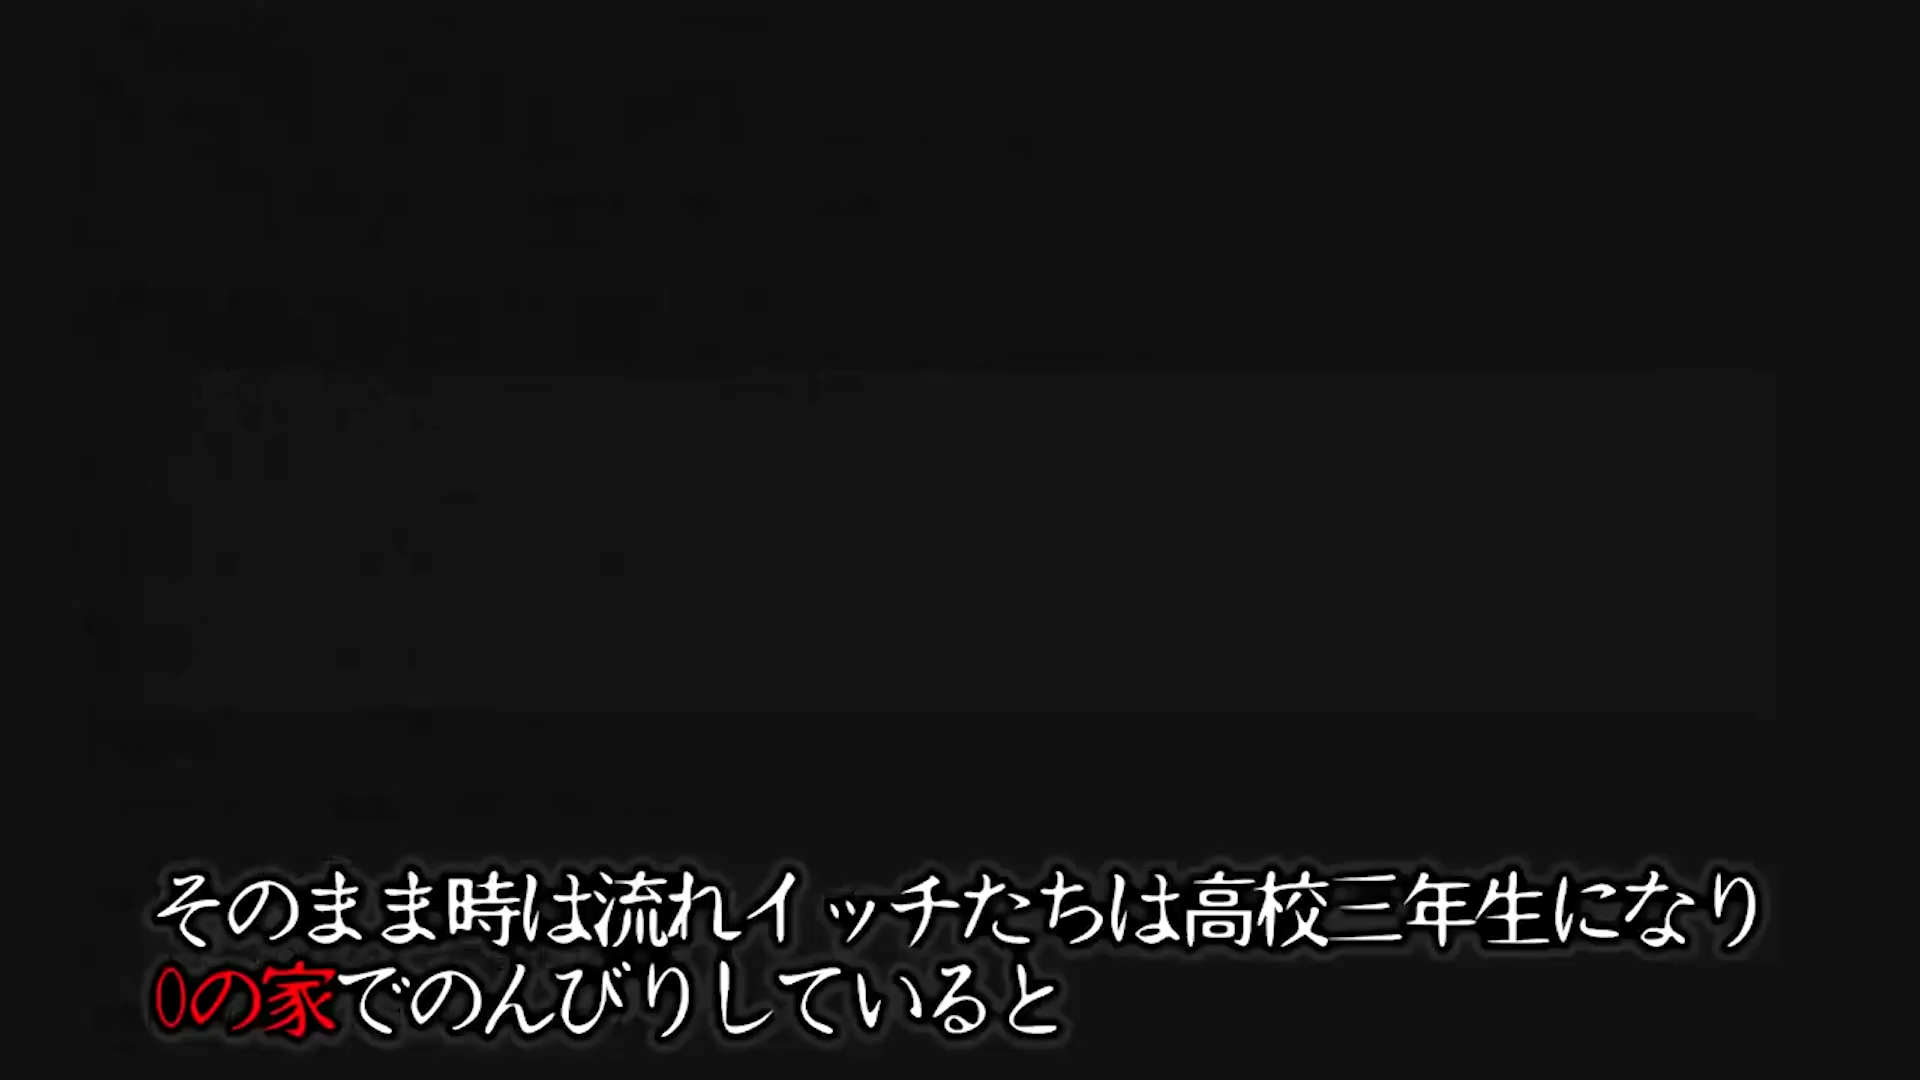 そのまま時は流れイッチたちは高校三年生になり
Oの家でのんびりしていると